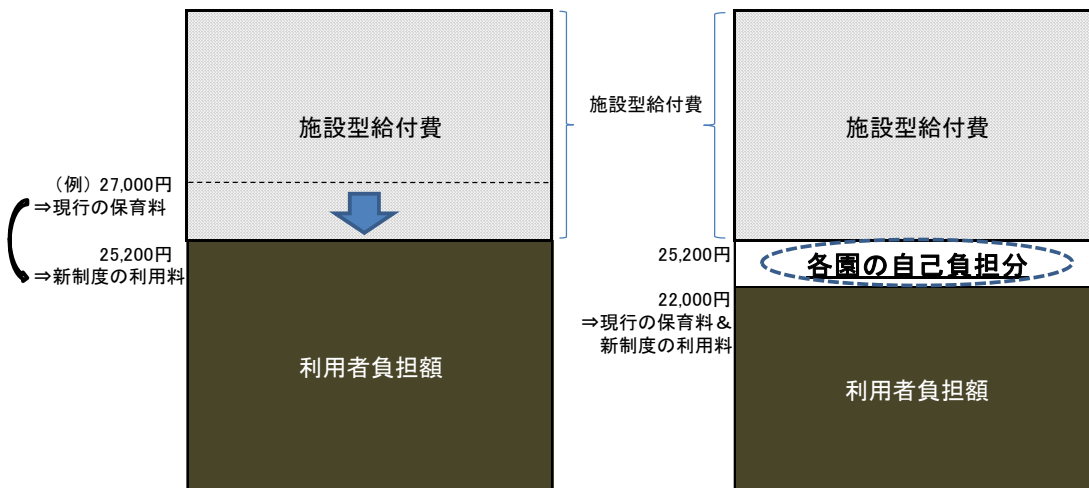 施設型給付費
(例)27,000円
⇒現行の保育料
25,200円
⇒新制度の利用料
利用者負担額
施設型給付費
施設型給付費
25,200円
各園の自己負担分
22,000円
⇒現行の保育料&
新制度の利用料
利用者負担額